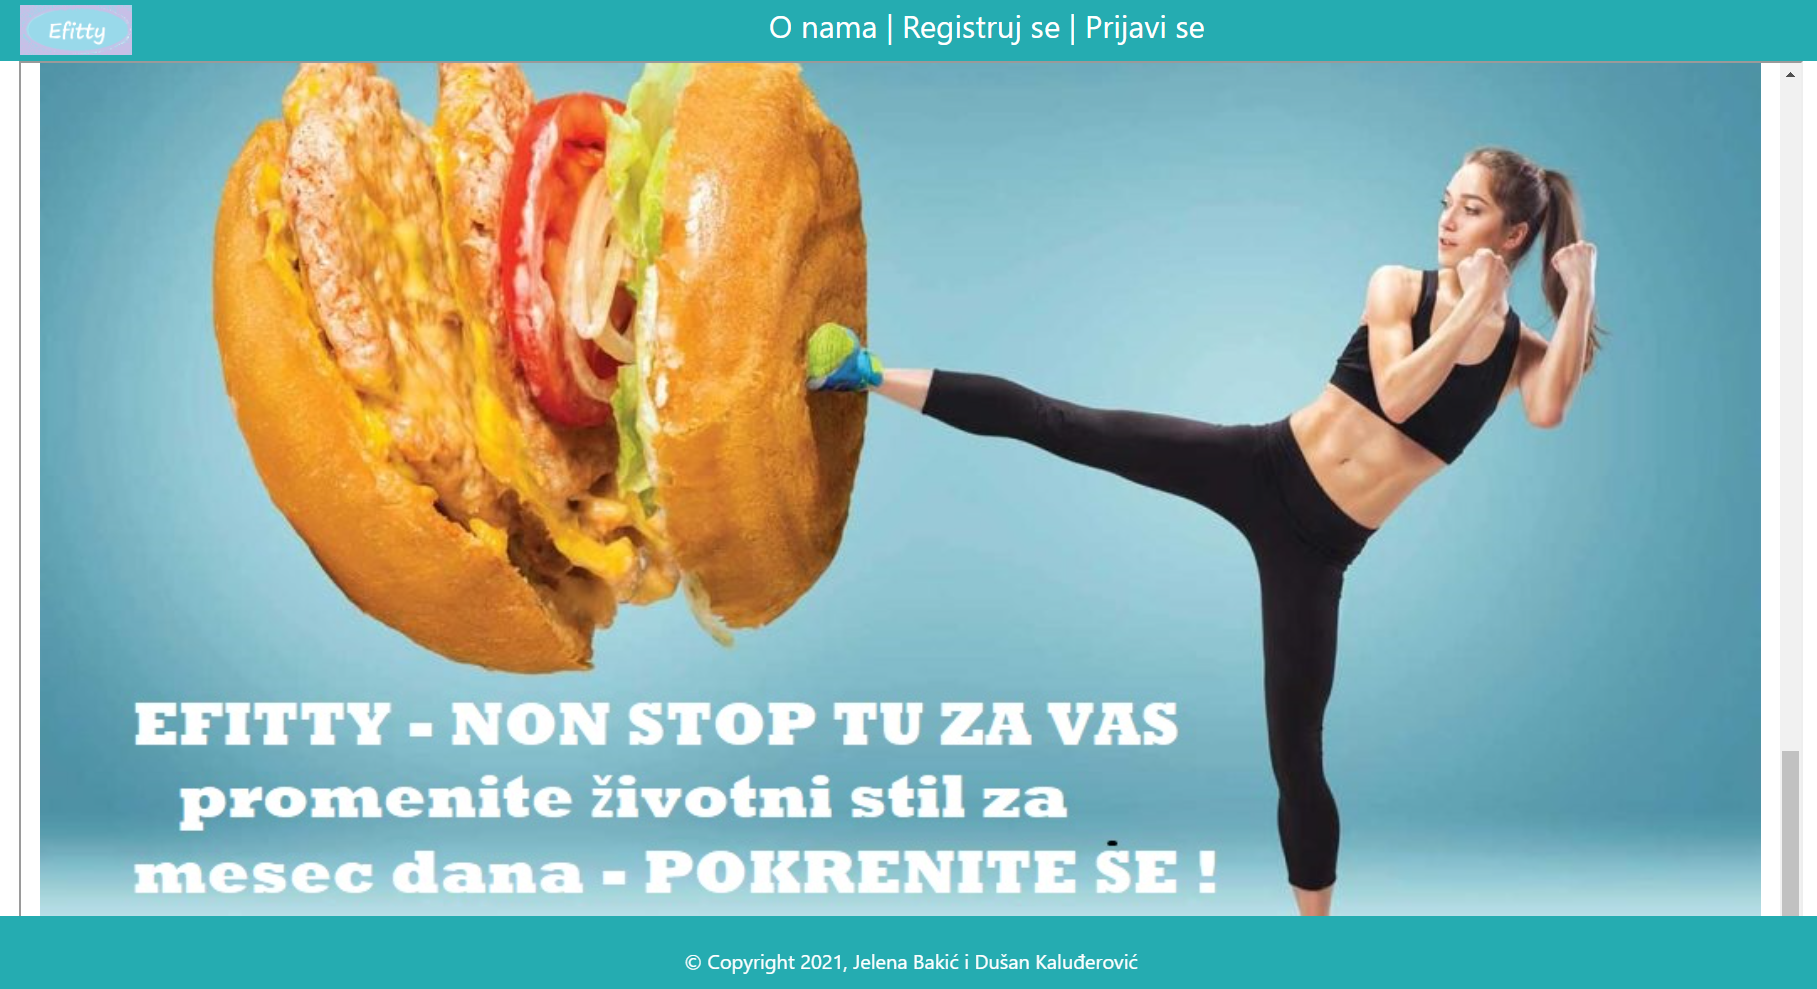 Efitty
O nama | Registruj se | Prijavi se
EFITTY - NON STOP TU ZA VAS
promenite životni stil za
mesec dana - POKRENITE SE !
© Copyright 2021, Jelena Bakić i Dušan Kaluđerović